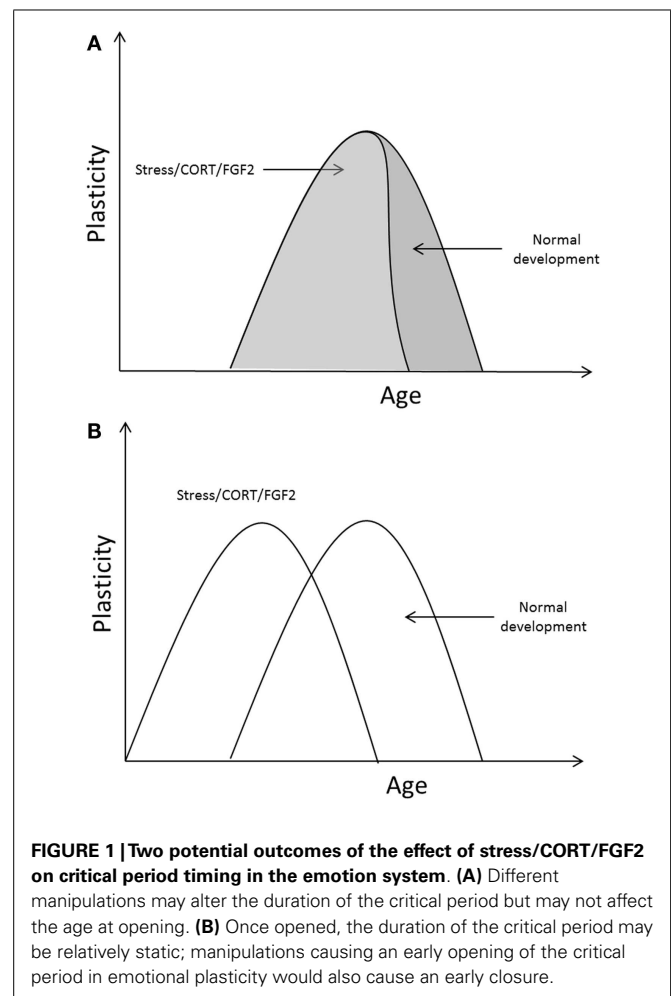 A
Plasticity
Stress/CORT/FGF2
Normal
development
Age
B
Stress/CORT/FGF2
Plasticity
Normal
development
Age
FIGURE 1 | Two potential outcomes of the effect of stress/CORT/FGF2
on critical period timing in the emotion system. (A) Different
manipulations may alter the duration of the critical period but may not affect
the age at opening. (B) Once opened, the duration of the critical period may
be relatively static; manipulations causing an early opening of the critical
period in emotional plasticity would also cause an early closure.